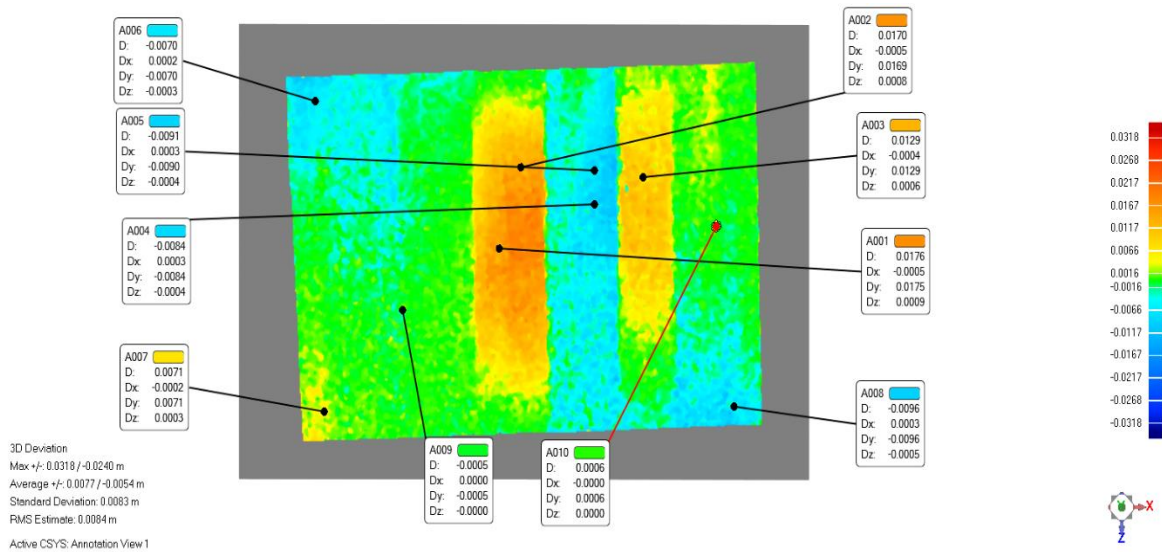 A006
D: -0.0070
Dx: 0.0002
Dy: -0.0070
Dz: -0.0003
A005
D: -0.0091
Dx: 0.0003
Dy: -0.0090
Dz: -0.0004
A004
D: -0.0084
Dx: 0.0003
Dy: -0.0084
Dz: -0.0004
A007
D: 0.0071
Dx: -0.0002
Dy: 0.0071
Dz: 0.0003
A002
D: 0.0170
Dx: -0.0005
Dy: 0.0169
Dz: 0.0008
A003
D: 0.0129
Dx: -0.0004
Dy: 0.0129
Dz: 0.0006
A001
D: 0.0176
Dx: -0.0005
Dy: 0.0175
Dz: 0.0009
A008
D: -0.0096
Dx: 0.0003
Dy: -0.0096
Dz: -0.0005
A009
D: -0.0005
Dx: 0.0000
Dy: -0.0005
Dz: -0.0000
A010
D: 0.0006
Dx: -0.0000
Dy: 0.0006
Dz: 0.0000
0.0318
0.0268
0.0217
0.0167
0.0117
0.0066
0.0016
-0.0016
-0.0066
-0.0117
-0.0167
-0.0217
-0.0268
-0.0318
3D Deviation
Max +/-: 0.0318 / -0.0240 m
Average +/-: 0.0077 / -0.0054 m
Standard Deviation: 0.0083 m
RMS Estimate: 0.0084 m
Active CSYS: Annotation View 1
Y
X
Z